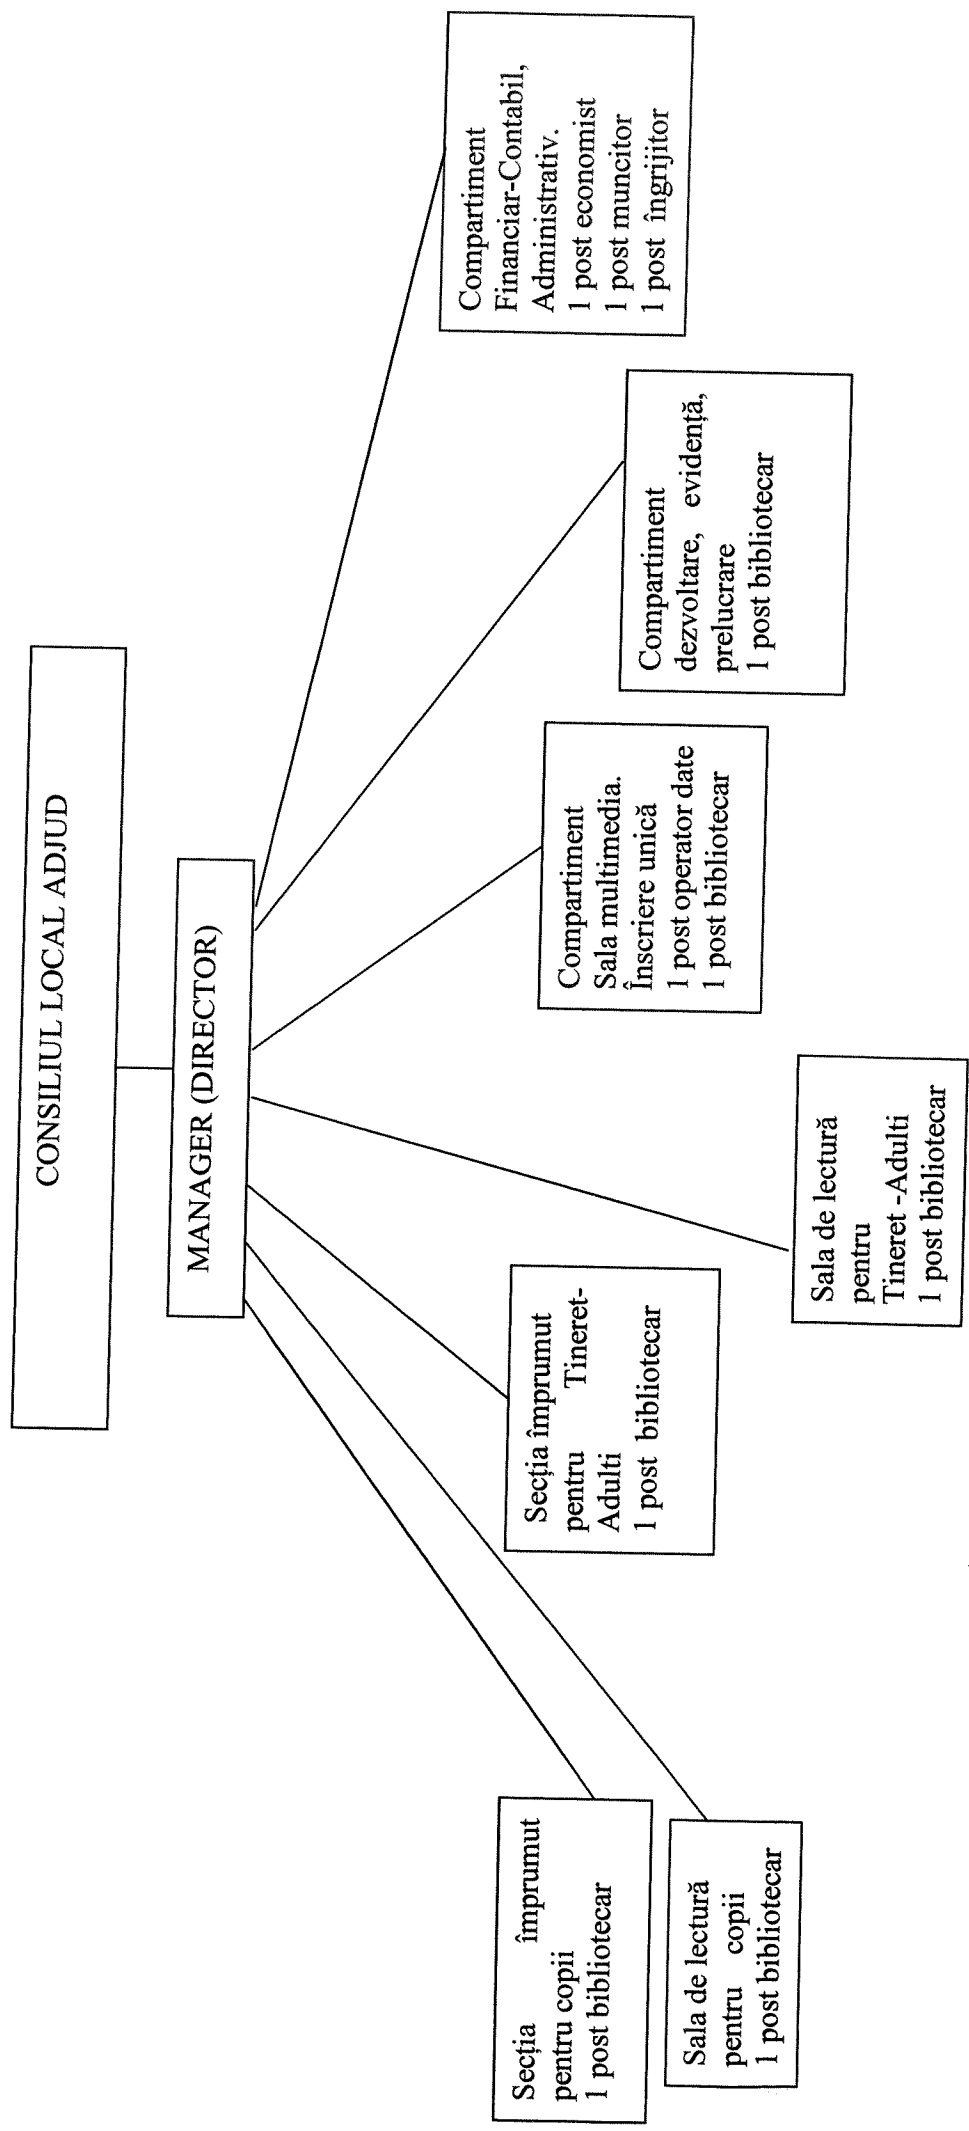 CONSILIUL LOCAL ADJUD
MANAGER (DIRECTOR)
Secția împrumut
pentru copii
1 post bibliotecar
Sala de lectură
pentru copii
1 post bibliotecar
Secția împrumut
pentru Tineret-
Adulti
1 post bibliotecar
Sala de lectură
pentru
Tineret -Adulti
1 post bibliotecar
Compartiment
Sala multimedia.
Înscriere unică
1 post operator date
1 post bibliotecar
Compartiment
dezvoltare, evidență,
prelucrare
1 post bibliotecar
Compartiment
Financiar-Contabil,
Administrativ.
1 post economist
1 post muncitor
1 post îngrijitor